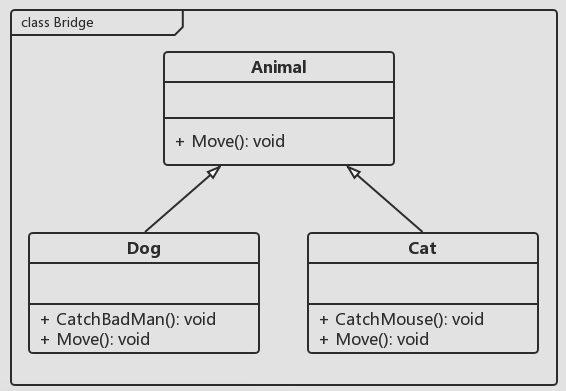 class Bridge
Animal
+ Move(): void
Dog
+ CatchBadMan(): void
+ Move(): void
Cat
+ CatchMouse(): void
+ Move(): void